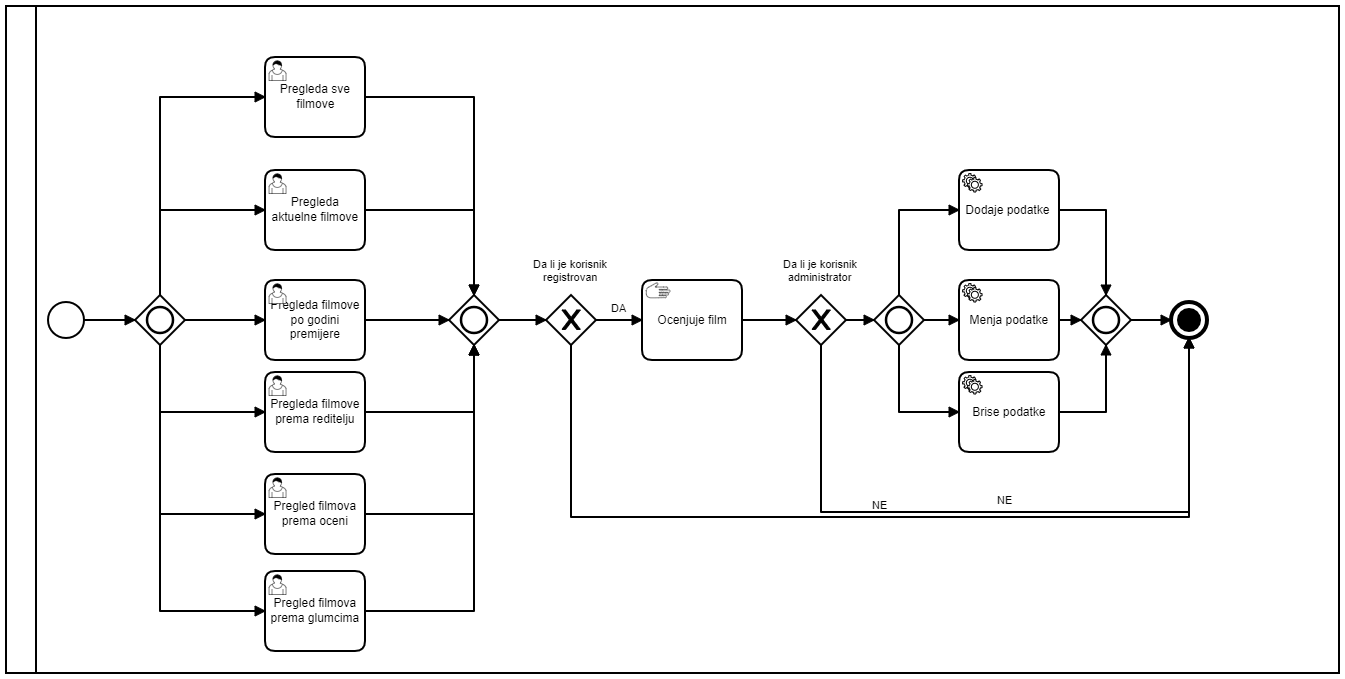 Pregleda sve
filmove
Pregleda
aktuelne filmove
Pregleda filmove
po godini
premijere
Pregleda filmove
prema reditelju
Pregled filmova
prema oceni
Pregled filmova
prema glumcima
Da li je korisnik
registrovan
DA
Ocenjuje film
Da li je korisnik
administrator
Dodaje podatke
Menja podatke
Brise podatke
NE
NE